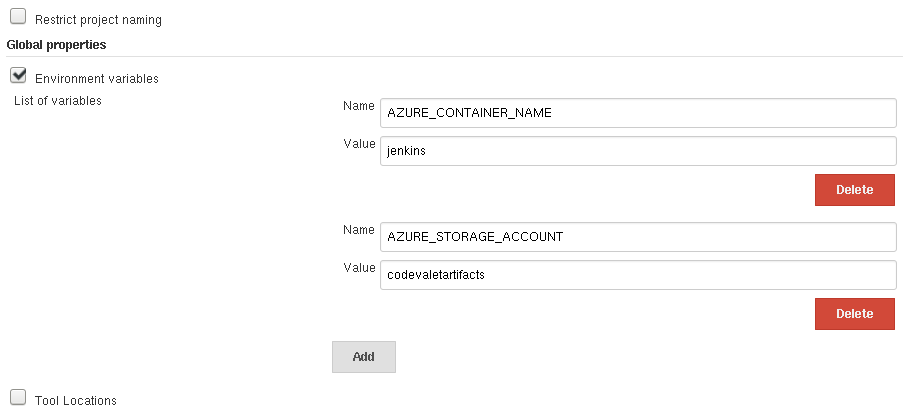 Restrict project naming
Global properties
Environment variables
List of variables
Name AZURE_CONTAINER_NAME
Value jenkins
Delete
Name AZURE_STORAGE_ACCOUNT
Value codevaletartifacts
Delete
Add
Tool Locations